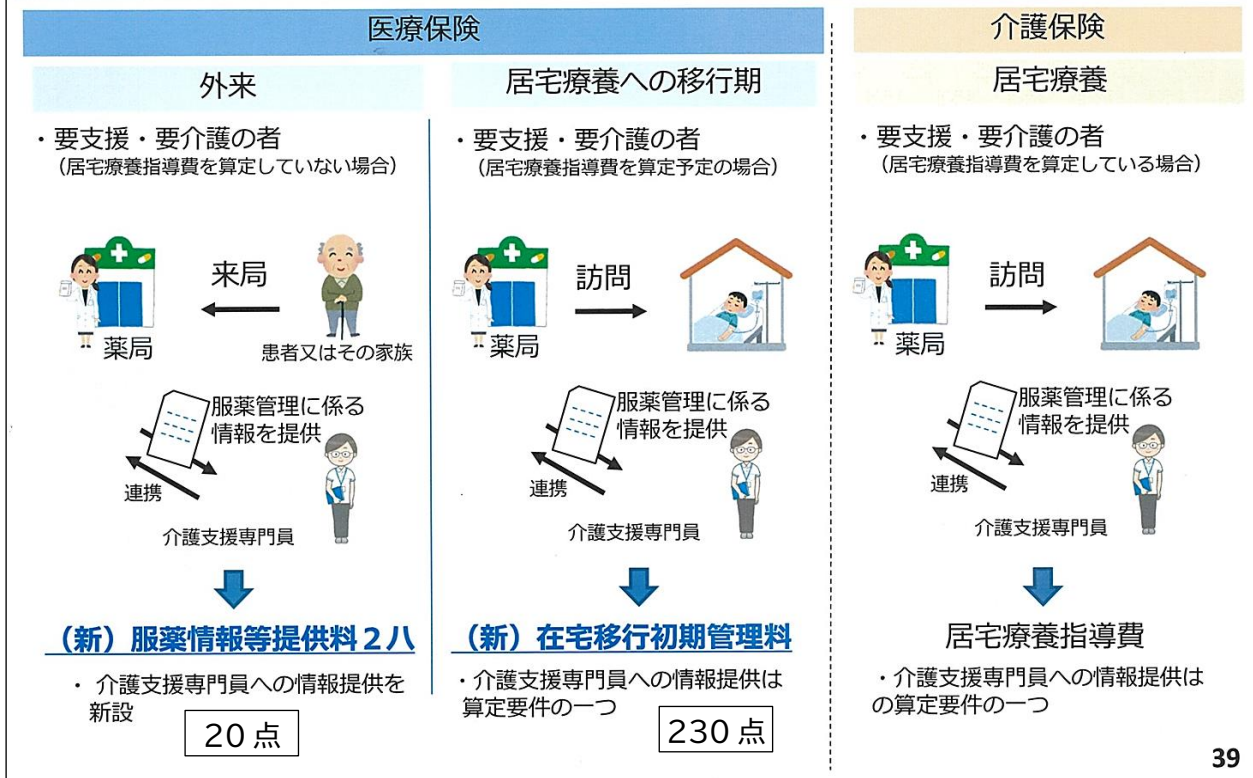 医療保険
外来
・要支援・要介護の者
（居宅療養指導費を算定していない場合）
来局
薬局
患者又はその家族
服薬管理に係る
情報を提供
連携
介護支援専門員
（新）服薬情報等提供料２ハ
・ 介護支援専門員への情報提供を
新設
20点
居宅療養への移行期
・要支援・要介護の者
（居宅療養指導費を算定予定の場合）
訪問
薬局
服薬管理に係る
情報を提供
連携
介護支援専門員
（新）在宅移行初期管理料
・介護支援専門員への情報提供は
算定要件の一つ
230点
介護保険
居宅療養
・要支援・要介護の者
（居宅療養指導費を算定している場合）
訪問
薬局
服薬管理に係る
情報を提供
連携
介護支援専門員
居宅療養指導費
・介護支援専門員への情報提供は
の算定要件の一つ
39